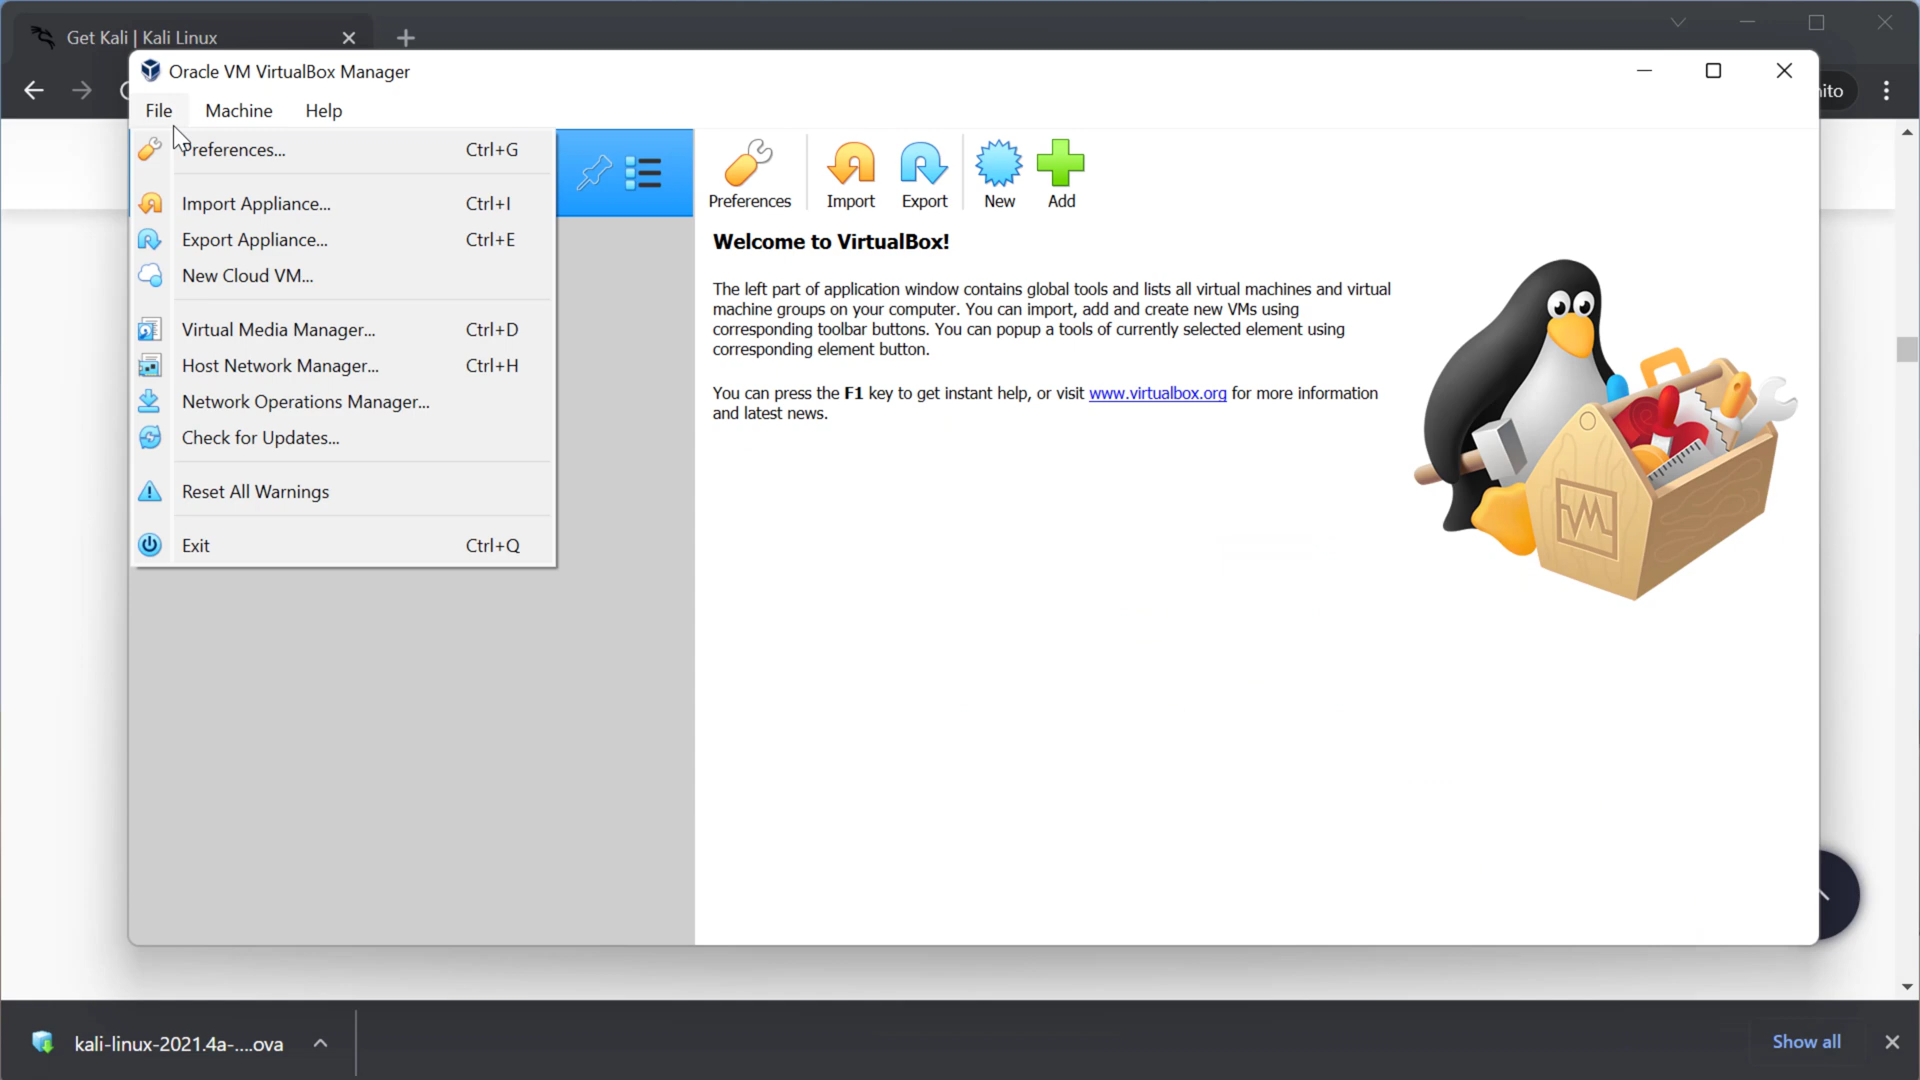 Get Kali | Kali Linux
Oracle VM VirtualBox Manager
ito
File Machine Help
Preferences... Ctrl+G
Import Appliance... Ctrl+I
Export Appliance... Ctrl+E
New Cloud VM...
Virtual Media Manager... Ctrl+D
Host Network Manager... Ctrl+H
Network Operations Manager...
Check for Updates...
Reset All Warnings
Exit Ctrl+Q
Preferences Import Export New Add
Welcome to VirtualBox!
The left part of application window contains global tools and lists all virtual machines and virtual
machine groups on your computer. You can import, add and create new VMs using
corresponding toolbar buttons. You can popup a tools of currently selected element using
corresponding element button.
You can press the F1 key to get instant help, or visit www.virtualbox.org for more information
and latest news.
kali-linux-2021.4a-....ova
Show all